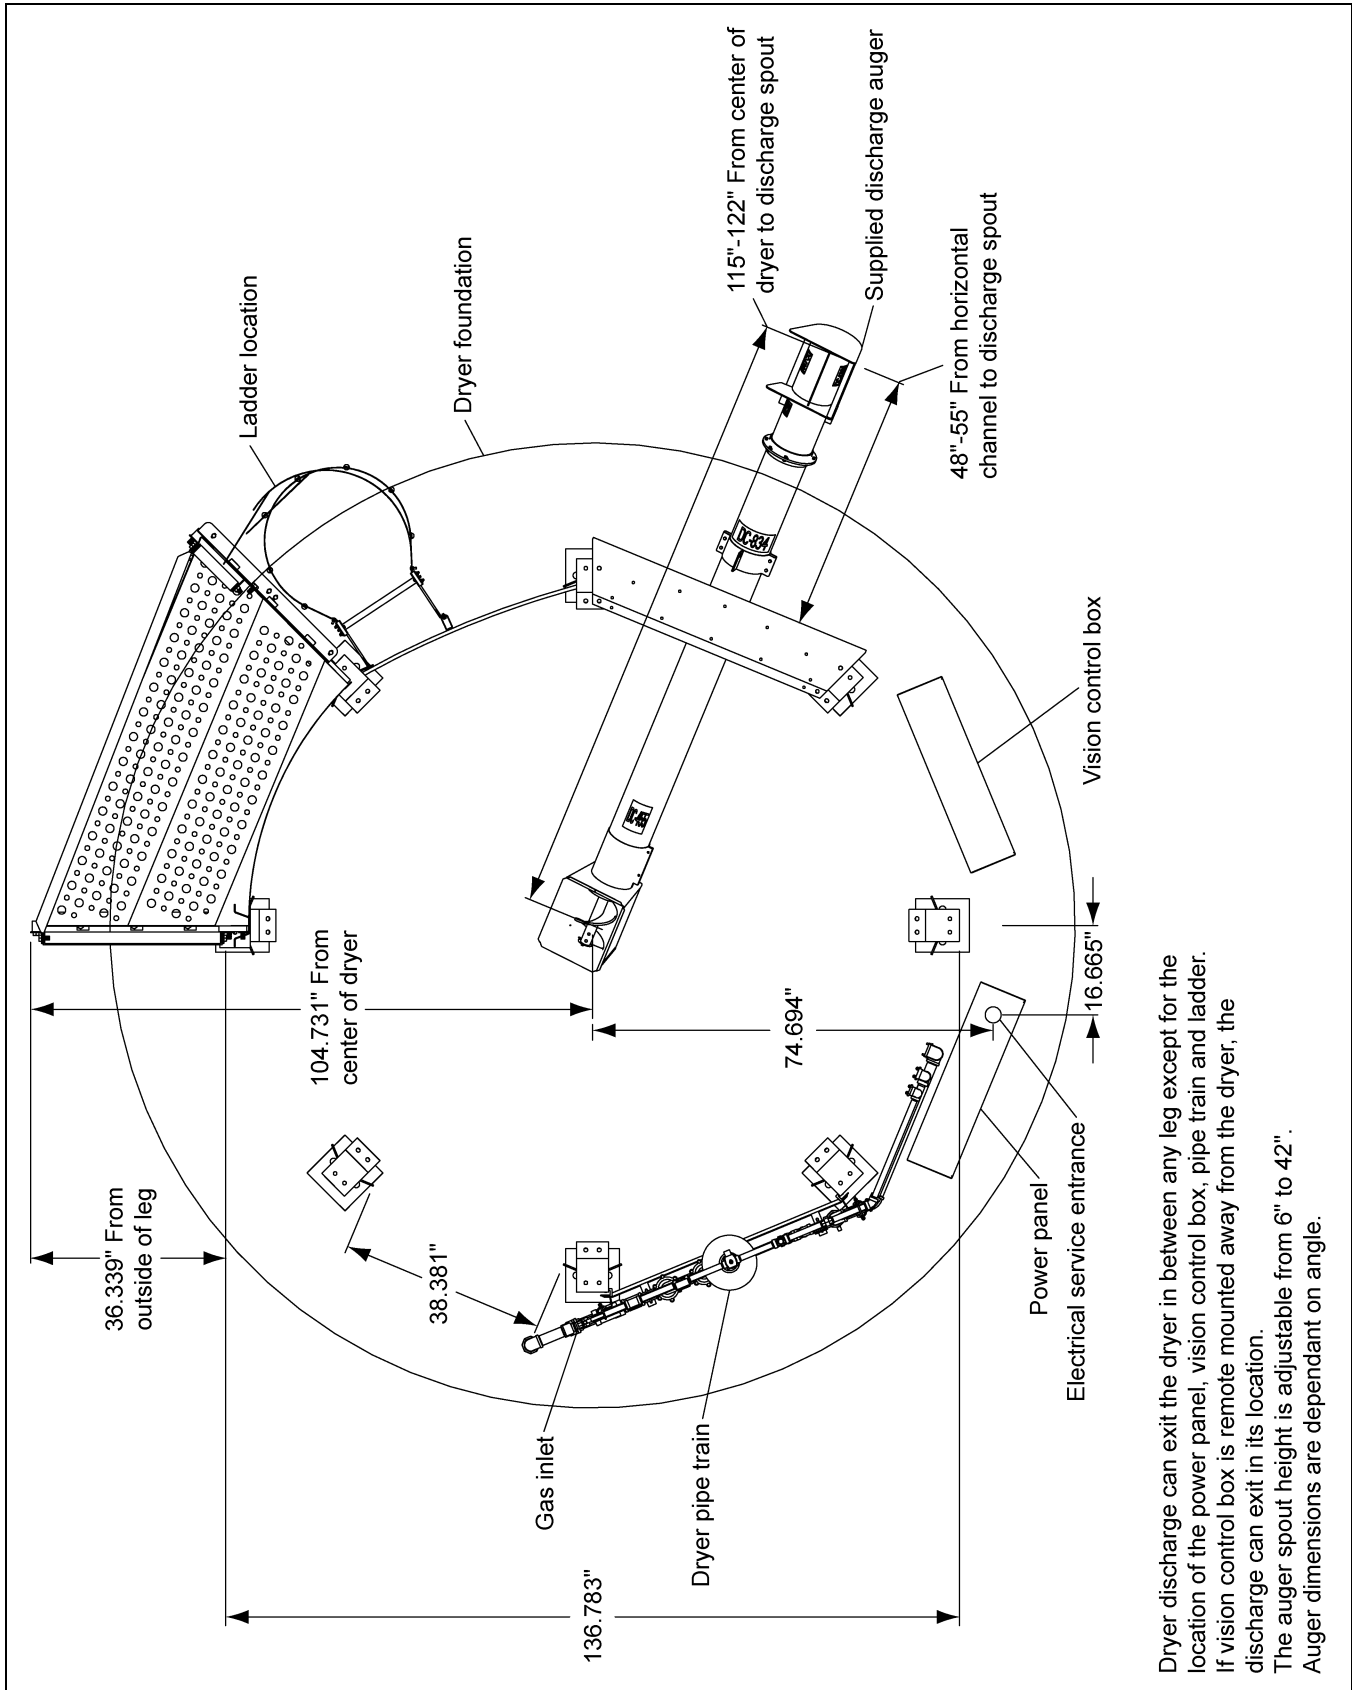 115"-122" From center of
dryer to discharge spout
Supplied discharge auger
48"-55" From horizontal
channel to discharge spout
Ladder location
Dryer foundation
DC-834
Vision control box
104.731" From
center of dryer
74.694"
16.665"
36.339" From
outside of leg
38.381"
Power panel
Electrical service entrance
Gas inlet
Dryer pipe train
136.783"
Dryer discharge can exit the dryer in between any leg except for the
location of the power panel, vision control box, pipe train and ladder.
If vision control box is remote mounted away from the dryer, the
discharge can exit in its location.
The auger spout height is adjustable from 6" to 42".
Auger dimensions are dependant on angle.